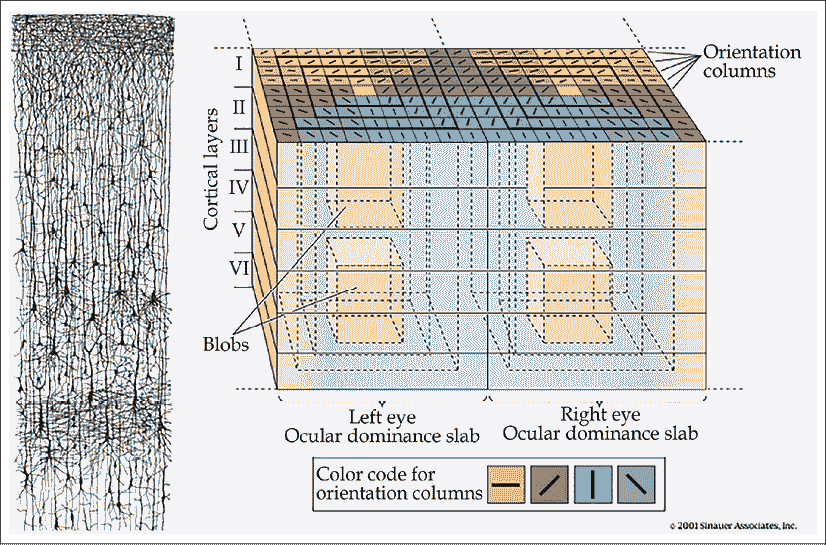 Orientation
columns
Cortical layers
I
II
III
IV
V
VI
Blobs
Left eye
Ocular dominance slab
Right eye
Ocular dominance slab
Color code for
orientation columns
© 2001 Sinauer Associates, Inc.